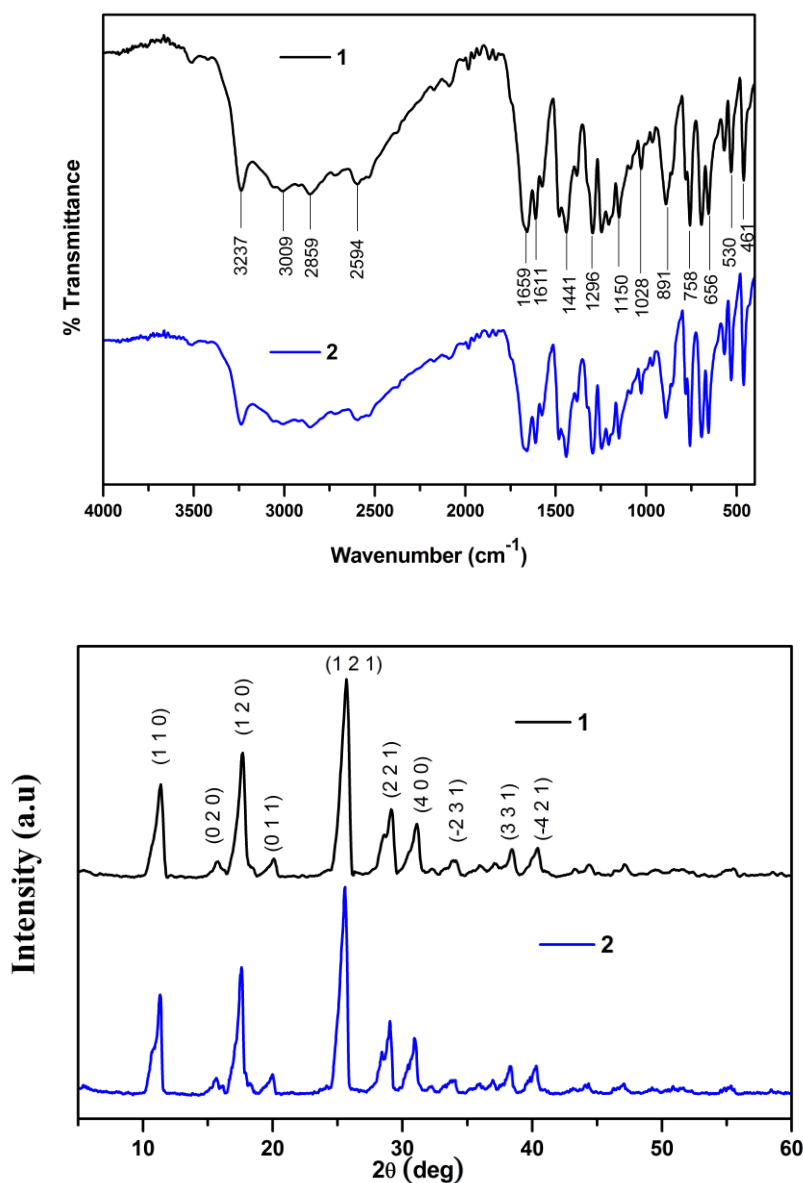 1
% Transmittance
3237
3009
2859
2594
1659
1611
1441
1296
1150
1028
891
758
656
530
461
2
4000 3500 3000 2500 2000 1500 1000 500
Wavenumber (cm⁻¹)
(1 1 0)
(0 2 0)
(1 2 0)
(0 1 1)
(1 2 1)
(2 2 1)
(4 0 0)
(-2 3 1)
(3 3 1)
(-4 2 1)
1
Intensity (a.u)
2
10 20 30 40 50 60
2θ (deg)